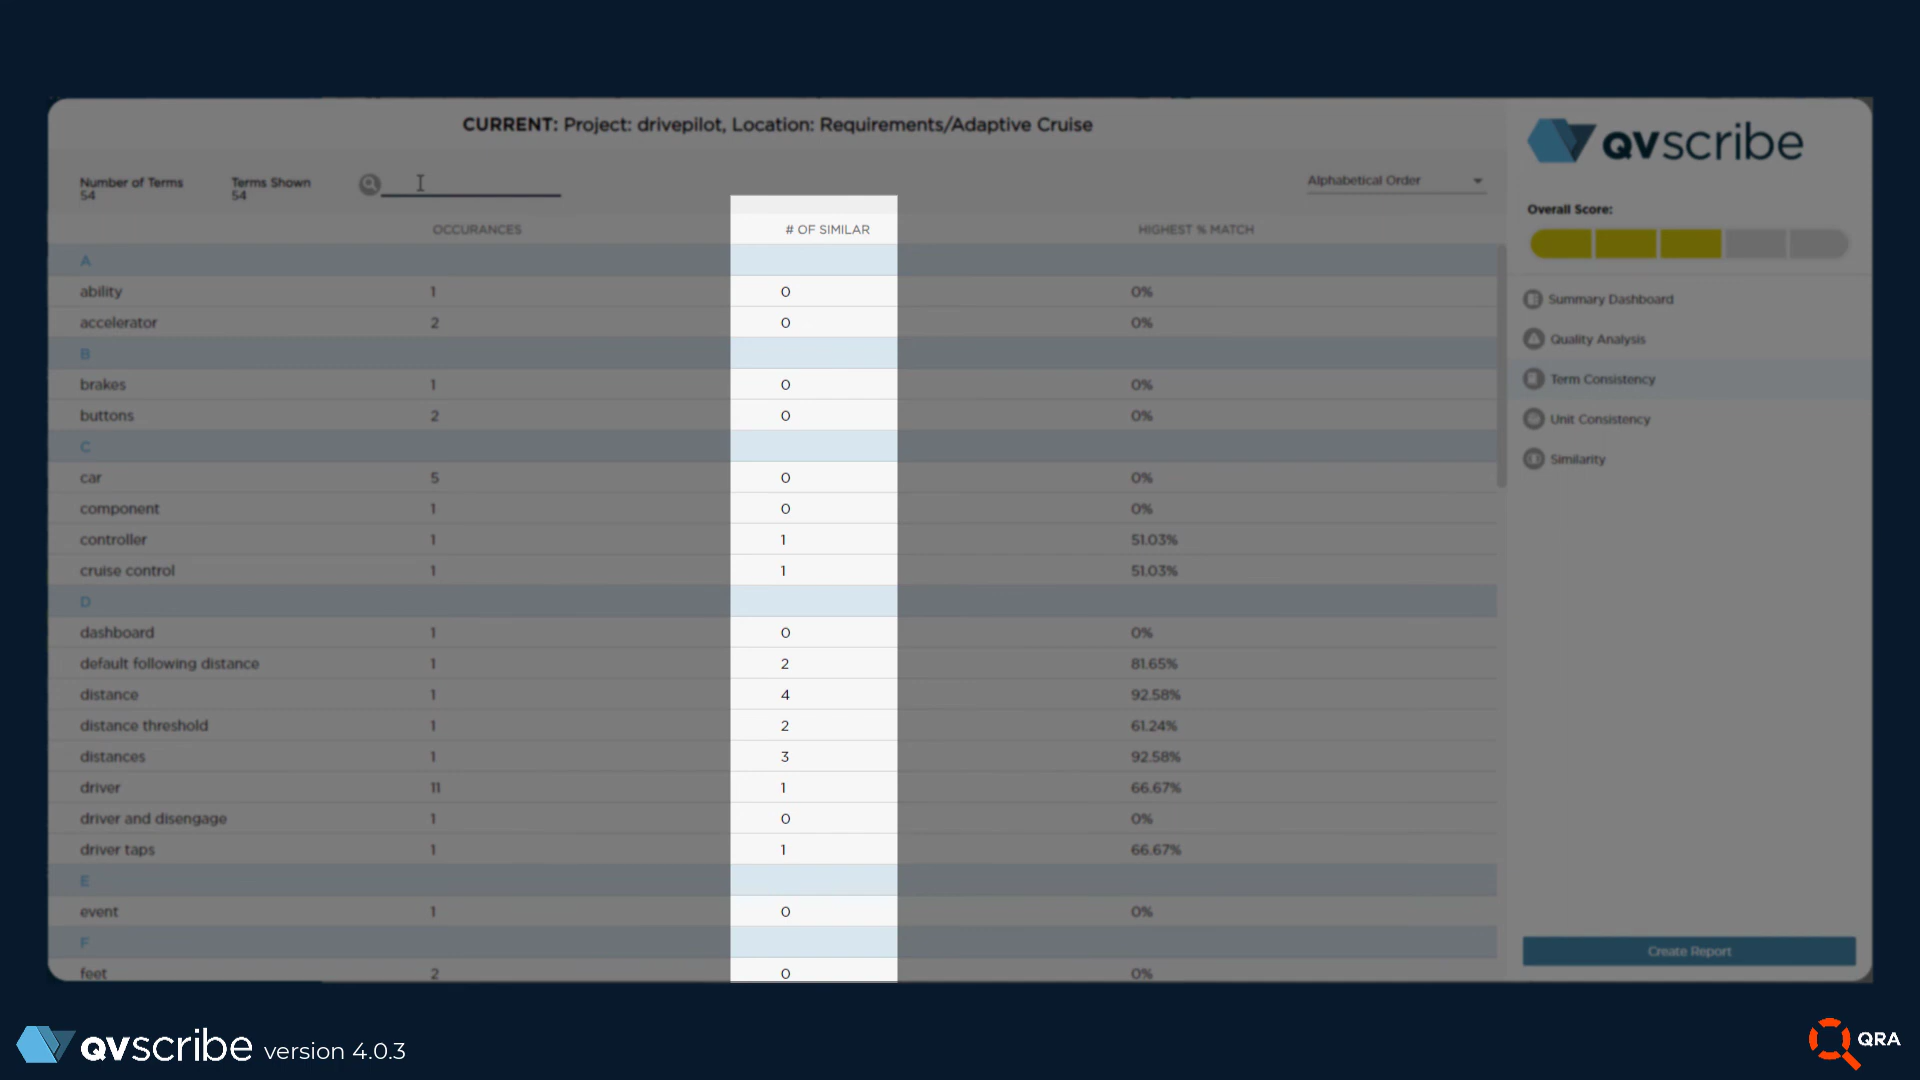 CURRENT: Project: drivepilot, Location: Requirements/Adaptive Cruise
qvscribe
Number of Terms
54
Terms Shown
54
Alphabetical Order
Overall Score:
OCCURANCES # OF SIMILAR HIGHEST % MATCH
A
ability 1 0 0%
accelerator 2 0 0%
B
brakes 1 0 0%
buttons 2 0 0%
C
car 5 0 0%
component 1 0 0%
controller 1 1 51.03%
cruise control 1 1 51.03%
D
dashboard 1 0 0%
default following distance 1 2 81.65%
distance 1 4 92.58%
distance threshold 1 2 61.24%
distances 1 3 92.58%
driver 11 1 66.67%
driver and disengage 1 0 0%
driver taps 1 1 66.67%
E
event 1 0 0%
F
feet 2 0 0%
Summary Dashboard
Quality Analysis
Term Consistency
Unit Consistency
Similarity
Create Report
qvscribe version 4.0.3
QRA